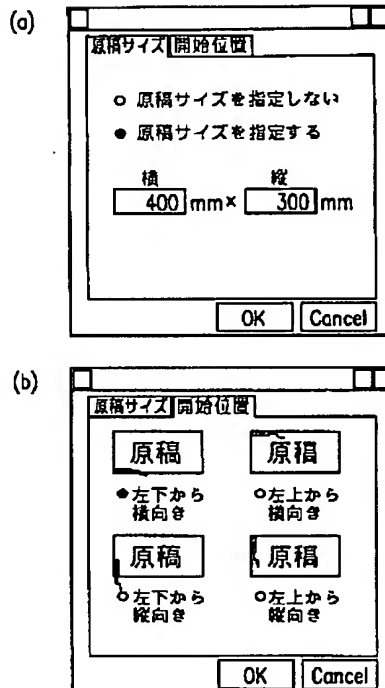 (a)
原稿サイズ 開始位置
○ 原稿サイズを指定しない
● 原稿サイズを指定する
横 縦
400 mm× 300 mm
OK Cancel
(b)
原稿サイズ 開始位置
原稿 原稿
●左下から ○左上から
横向き 横向き
原稿 原稿
○左下から ○左上から
縦向き 縦向き
OK Cancel